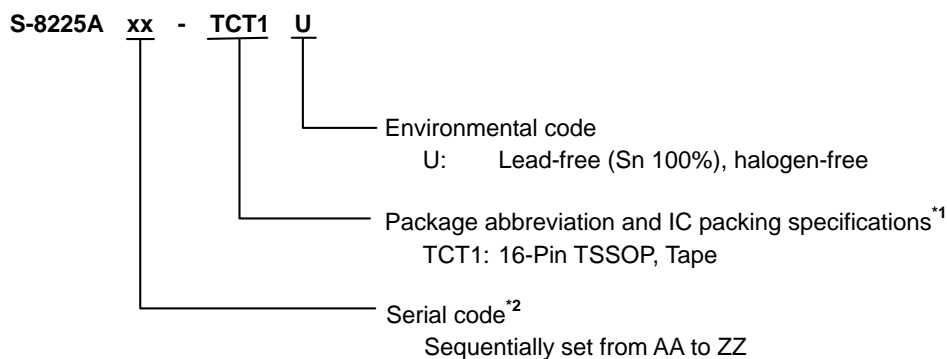 S-8225A xx - TCT1 U
Environmental code
U: Lead-free (Sn 100%), halogen-free
Package abbreviation and IC packing specifications*1
TCT1: 16-Pin TSSOP, Tape
Serial code*2
Sequentially set from AA to ZZ